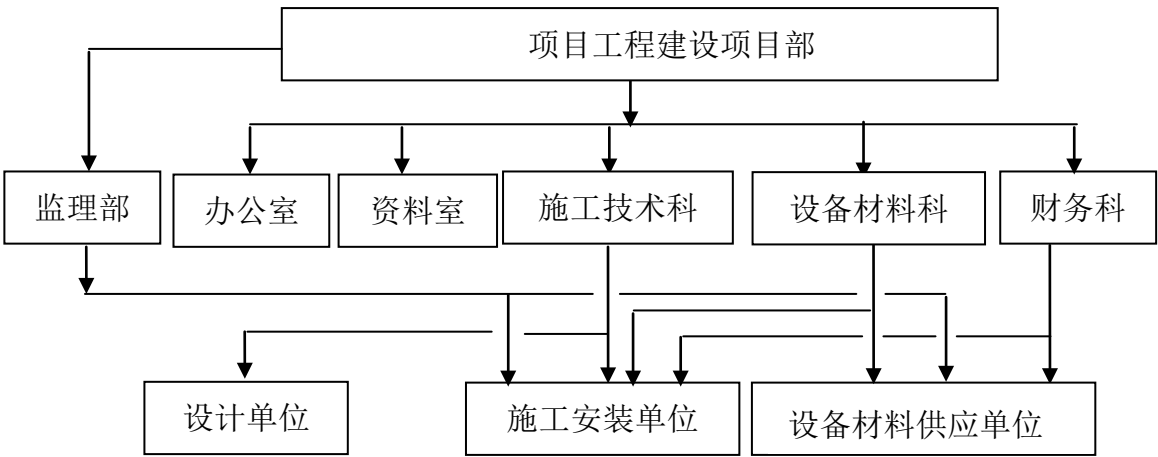 项目工程建设项目部
监理部
办公室
资料室
施工技术科
设备材料科
财务科
设计单位
施工安装单位
设备材料供应单位